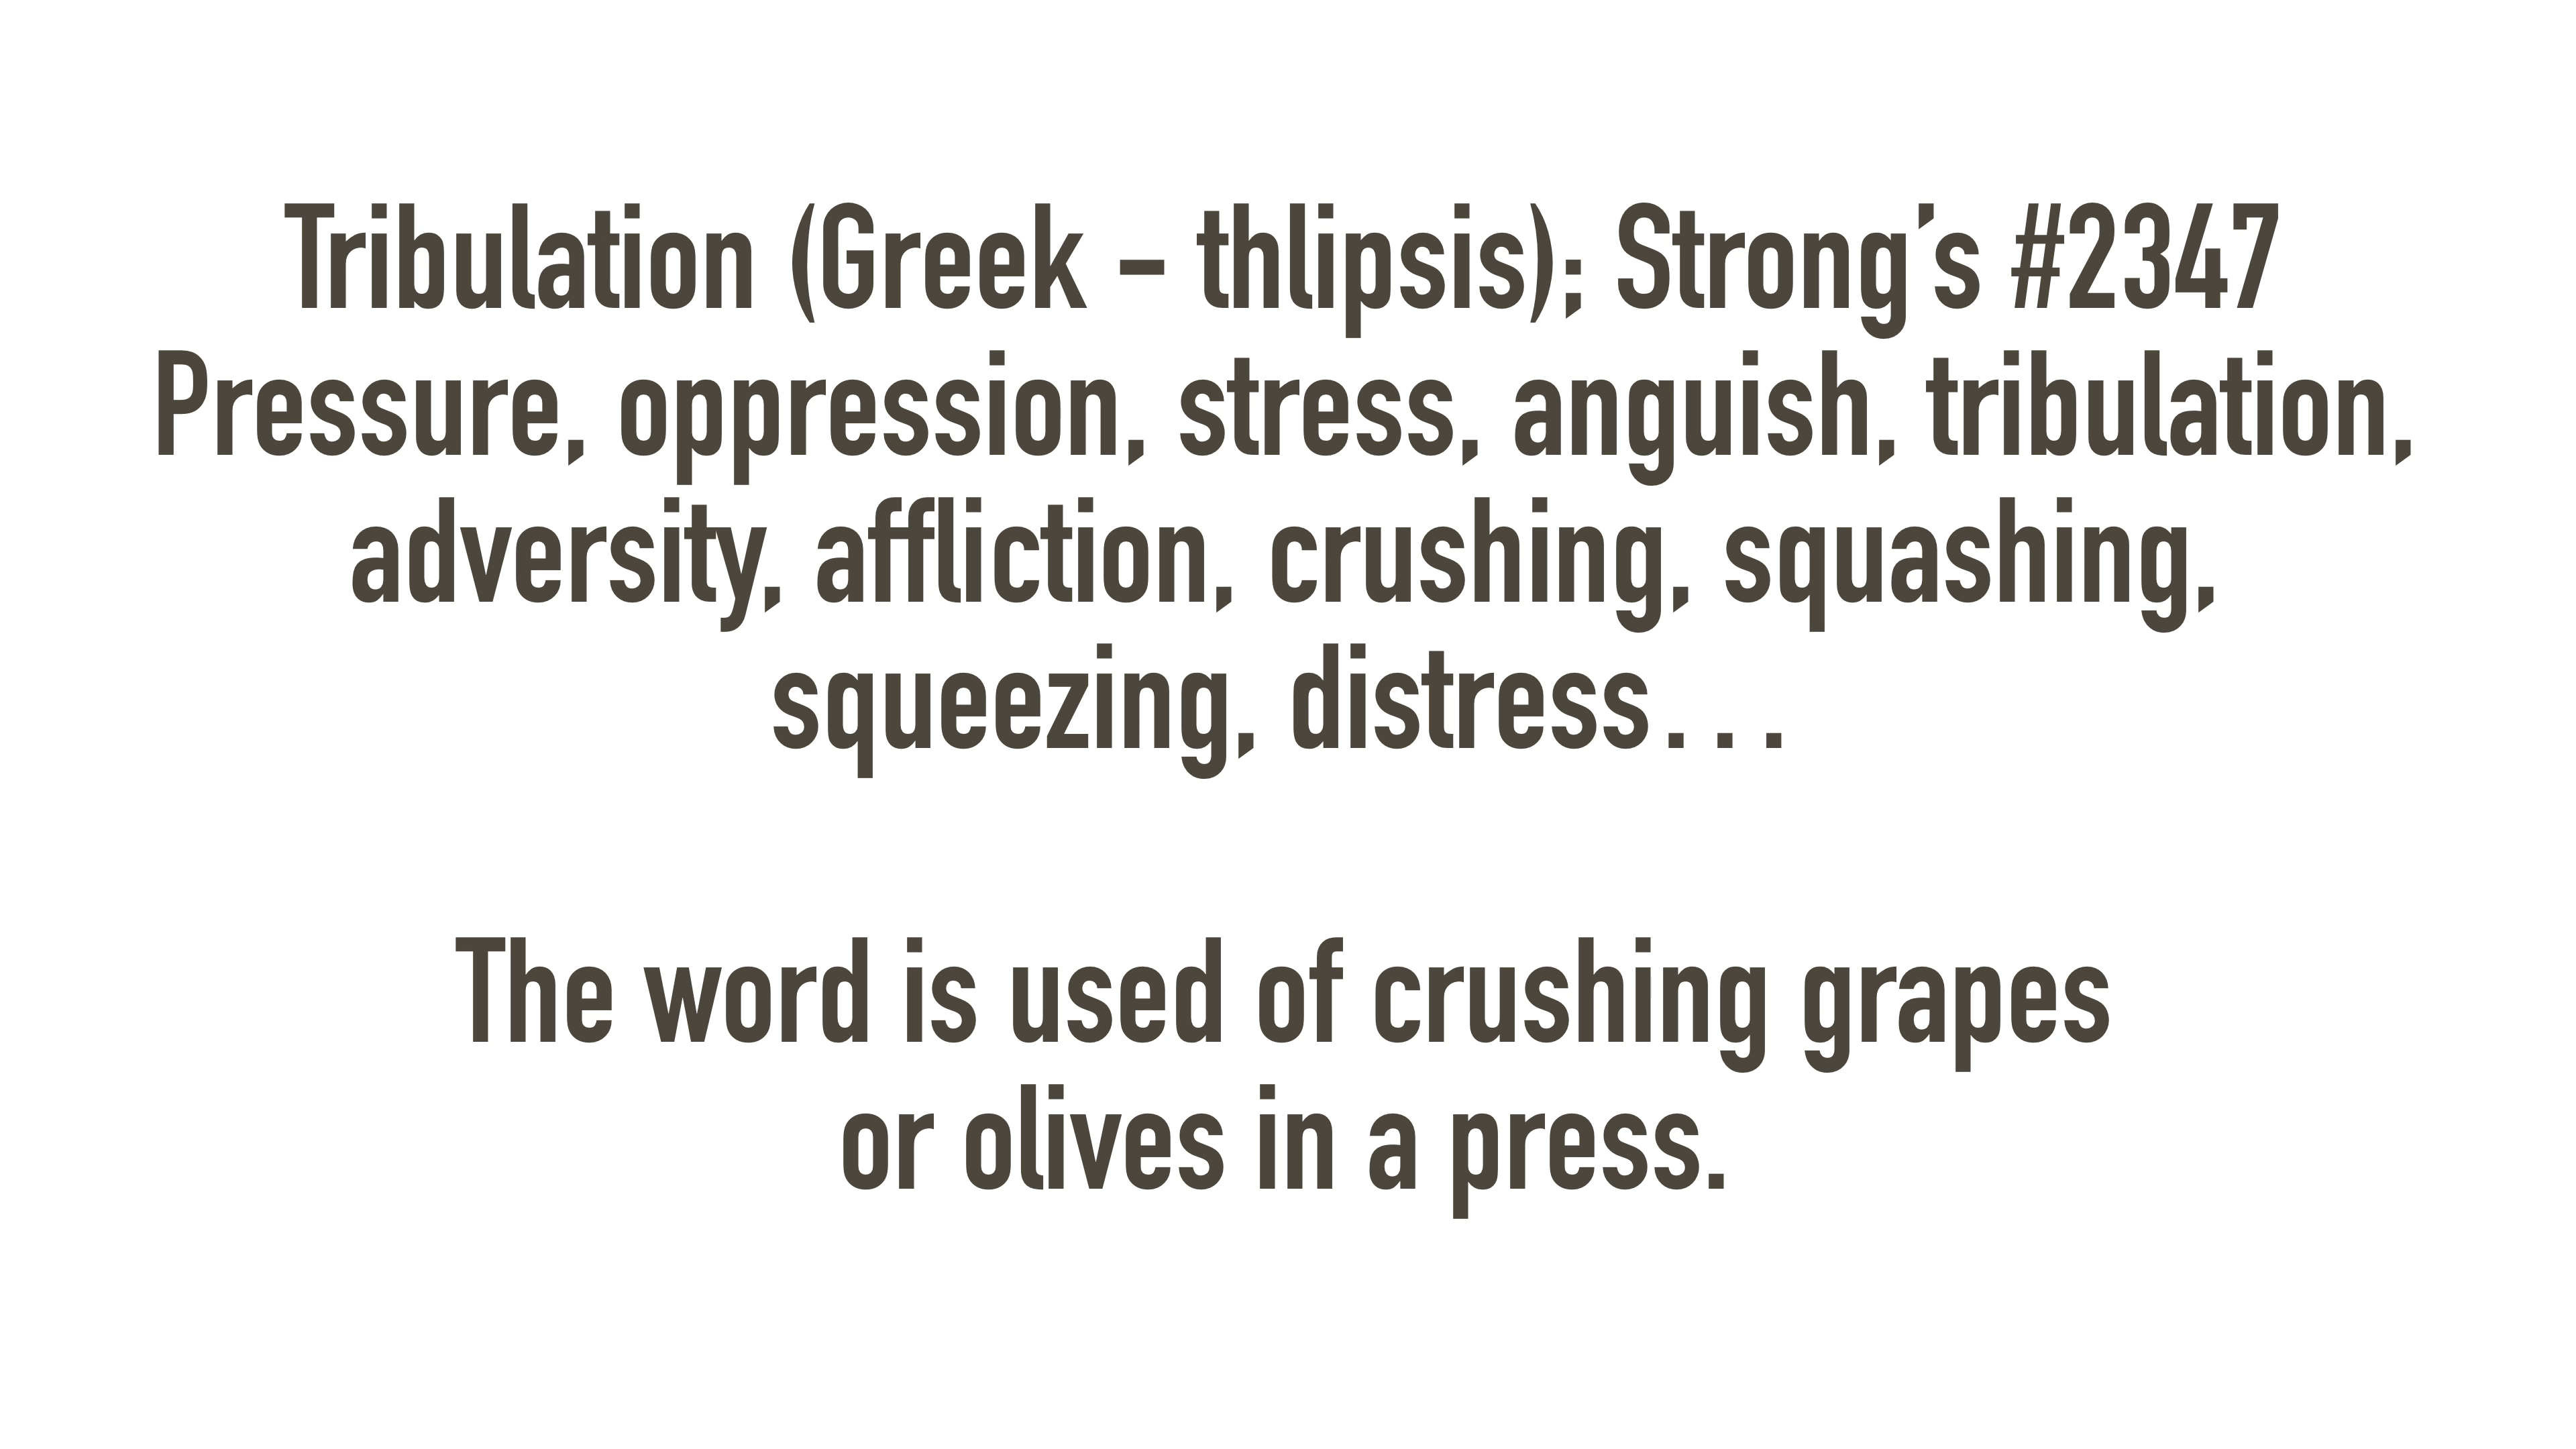 Tribulation (Greek – thlipsis); Strong’s #2347
Pressure, oppression, stress, anguish, tribulation,
adversity, affliction, crushing, squashing,
squeezing, distress…
The word is used of crushing grapes
or olives in a press.